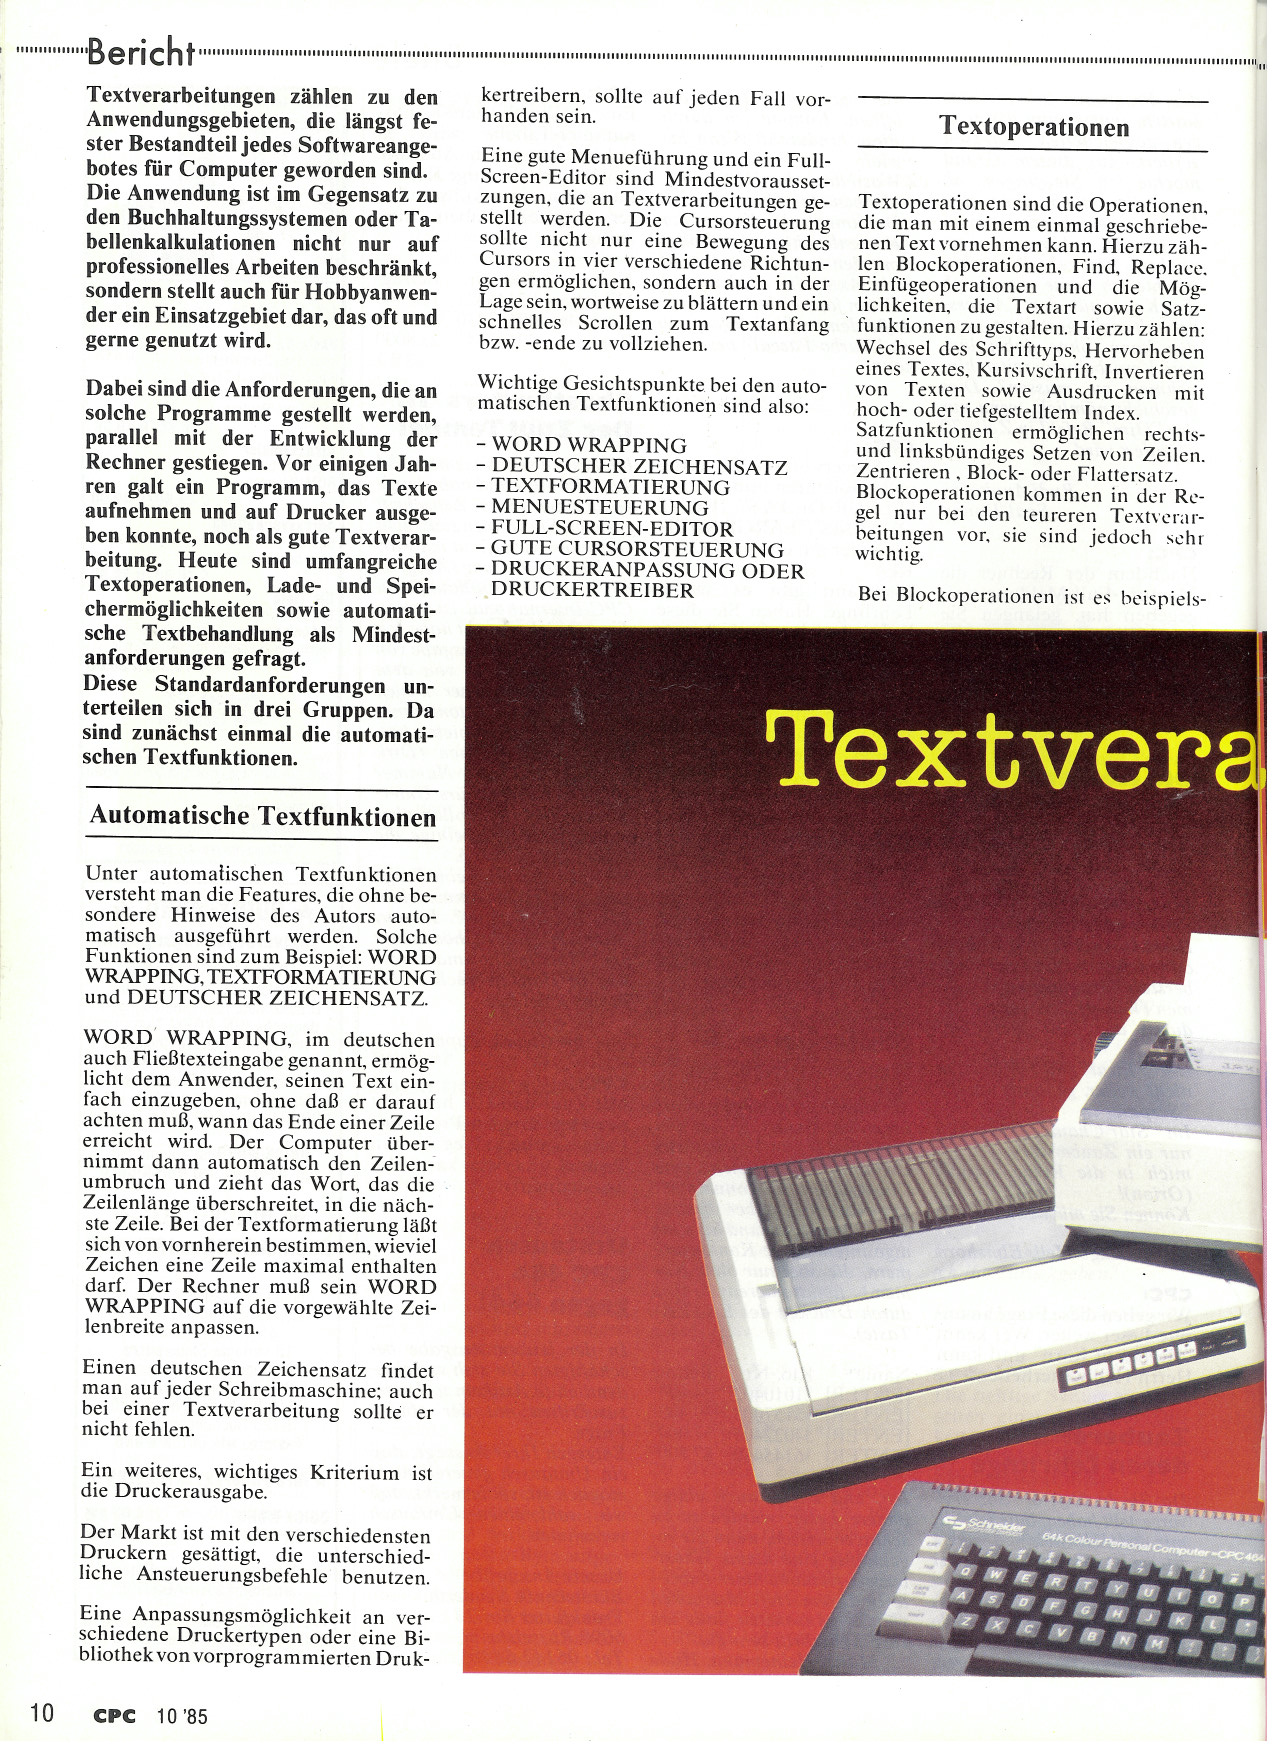 Bericht
Textverarbeitungen zählen zu den
Anwendungsgebieten, die längst fe-
ster Bestandteil jedes Softwareange-
botes für Computer geworden sind.
Die Anwendung ist im Gegensatz zu
den Buchhaltungssystemen oder Ta-
bellenkalkulationen nicht nur auf
professionelles Arbeiten beschränkt,
sondern stellt auch für Hobbyanwen-
der ein Einsatzgebiet dar, das oft und
gerne genutzt wird.
Dabei sind die Anforderungen, die an
solche Programme gestellt werden,
parallel mit der Entwicklung der
Rechner gestiegen. Vor einigen Jah-
ren galt ein Programm, das Texte
aufnehmen und auf Drucker ausge-
ben konnte, noch als gute Textverar-
beitung. Heute sind umfangreiche
Textoperationen, Lade- und Spei-
chermöglichkeiten sowie automati-
sche Textbehandlung als Mindest-
anforderungen gefragt.
Diese Standardanforderungen un-
terteilen sich in drei Gruppen. Da
sind zunächst einmal die automati-
schen Textfunktionen.
Automatische Textfunktionen
Unter automatischen Textfunktionen
versteht man die Features, die ohne be-
sondere Hinweise des Autors auto-
matisch ausgeführt werden. Solche
Funktionen sind zum Beispiel: WORD
WRAPPING, TEXTFORMATIERUNG
und DEUTSCHER ZEICHENSATZ.
WORD WRAPPING, im deutschen
auch Fließtexteingabe genannt, ermög-
licht dem Anwender, seinen Text ein-
fach einzugeben, ohne daß er darauf
achten muß, wann das Ende einer Zeile
erreicht wird. Der Computer über-
nimmt dann automatisch den Zeilen-
umbruch und zieht das Wort, das die
Zeilenlänge überschreitet, in die näch-
ste Zeile. Bei der Textformatierung läßt
sich von vornherein bestimmen, wieviel
Zeichen eine Zeile maximal enthalten
darf. Der Rechner muß sein WORD
WRAPPING auf die vorgewählte Zei-
lenbreite anpassen.
Einen deutschen Zeichensatz findet
man auf jeder Schreibmaschine; auch
bei einer Textverarbeitung sollte er
nicht fehlen.
Ein weiteres, wichtiges Kriterium ist
die Druckerausgabe.
Der Markt ist mit den verschiedensten
Druckern gesättigt, die unterschied-
liche Ansteuerungsbefehle benutzen.
Eine Anpassungsmöglichkeit an ver-
schiedene Druckertypen oder eine Bi-
bliothek von vorprogrammierten Druk-
kertreibern, sollte auf jeden Fall vor-
handen sein.
Eine gute Menueführung und ein Full-
Screen-Editor sind Mindestvorausset-
zungen, die an Textverarbeitungen ge-
stellt werden. Die Cursorsteuerung
sollte nicht nur eine Bewegung des
Cursors in vier verschiedene Richtun-
gen ermöglichen, sondern auch in der
Lage sein, wortweise zu blättern und ein
schnelles Scrollen zum Textanfang
bzw. -ende zu vollziehen.
Wichtige Gesichtspunkte bei den auto-
matischen Textfunktionen sind also:
- WORD WRAPPING
- DEUTSCHER ZEICHENSATZ
- TEXTFORMATIERUNG
- MENUESTEUERUNG
- FULL-SCREEN-EDITOR
- GUTE CURSORSTEUERUNG
- DRUCKERANPASSUNG ODER
DRUCKERTREIBER
Textoperationen
Textoperationen sind die Operationen,
die man mit einem einmal geschriebe-
nen Text vornehmen kann. Hierzu zäh-
len Blockoperationen, Find, Replace,
Einfügeoperationen und die Mög-
lichkeiten, die Textart sowie Satz-
funktionen zu gestalten. Hierzu zählen:
Wechsel des Schrifttyps, Hervorheben
eines Textes, Kursivschrift, Invertieren
von Texten sowie Ausdrucken mit
hoch- oder tiefgestelltem Index.
Satzfunktionen ermöglichen rechts-
und linksbündiges Setzen von Zeilen.
Zentrieren , Block- oder Flattersatz.
Blockoperationen kommen in der Re-
gel nur bei den teureren Textverar-
beitungen vor, sie sind jedoch sehr
wichtig.
Bei Blockoperationen ist es beispiels-
Textvera
Schneider
64k Colour Personal Computer CPC464
Q W E R T Y U I O P
A S D F G H J K L
Z X C V B N M
10 CPC 10 '85